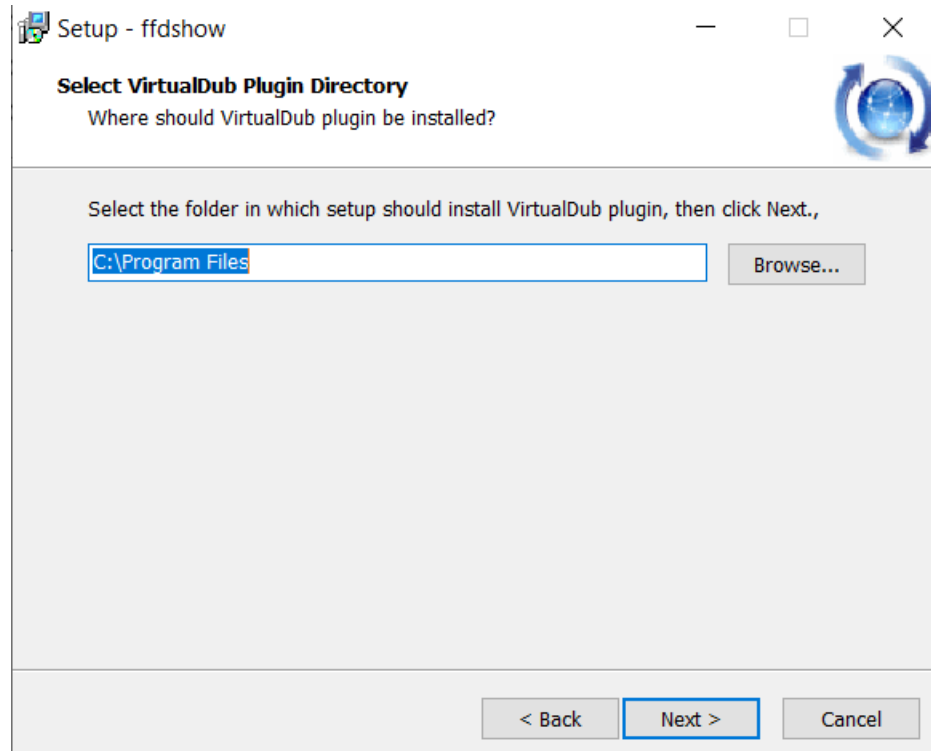 Setup - ffdshow
Select VirtualDub Plugin Directory
Where should VirtualDub plugin be installed?
Select the folder in which setup should install VirtualDub plugin, then click Next.,
C:\Program Files
Browse...
< Back
Next >
Cancel